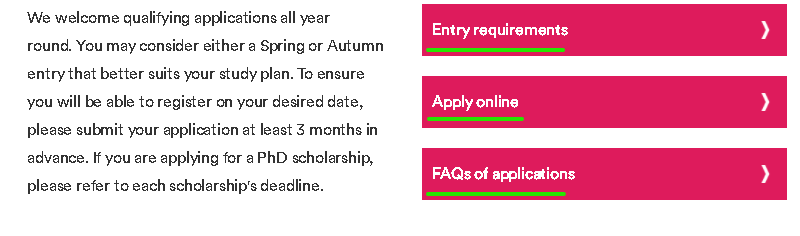 We welcome qualifying applications all year
round. You may consider either a Spring or Autumn
entry that better suits your study plan. To ensure
you will be able to register on your desired date,
please submit your application at least 3 months in
advance. If you are applying for a PhD scholarship,
please refer to each scholarship's deadline.
Entry requirements
Apply online
FAQs of applications